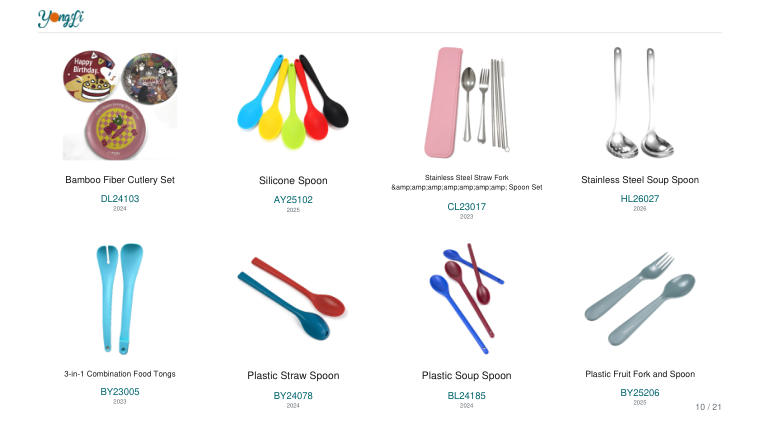 YongLi
Happy
Birthday
Bamboo Fiber Cutlery Set
DL24103
2024
Silicone Spoon
AY25102
2025
Stainless Steel Straw Fork
&amp;amp;amp;amp;amp;amp;amp; Spoon Set
CL23017
2023
Stainless Steel Soup Spoon
HL26027
2026
3-in-1 Combination Food Tongs
BY23005
2023
Plastic Straw Spoon
BY24078
2024
Plastic Soup Spoon
BL24185
2024
Plastic Fruit Fork and Spoon
BY25206
2025
10 / 21